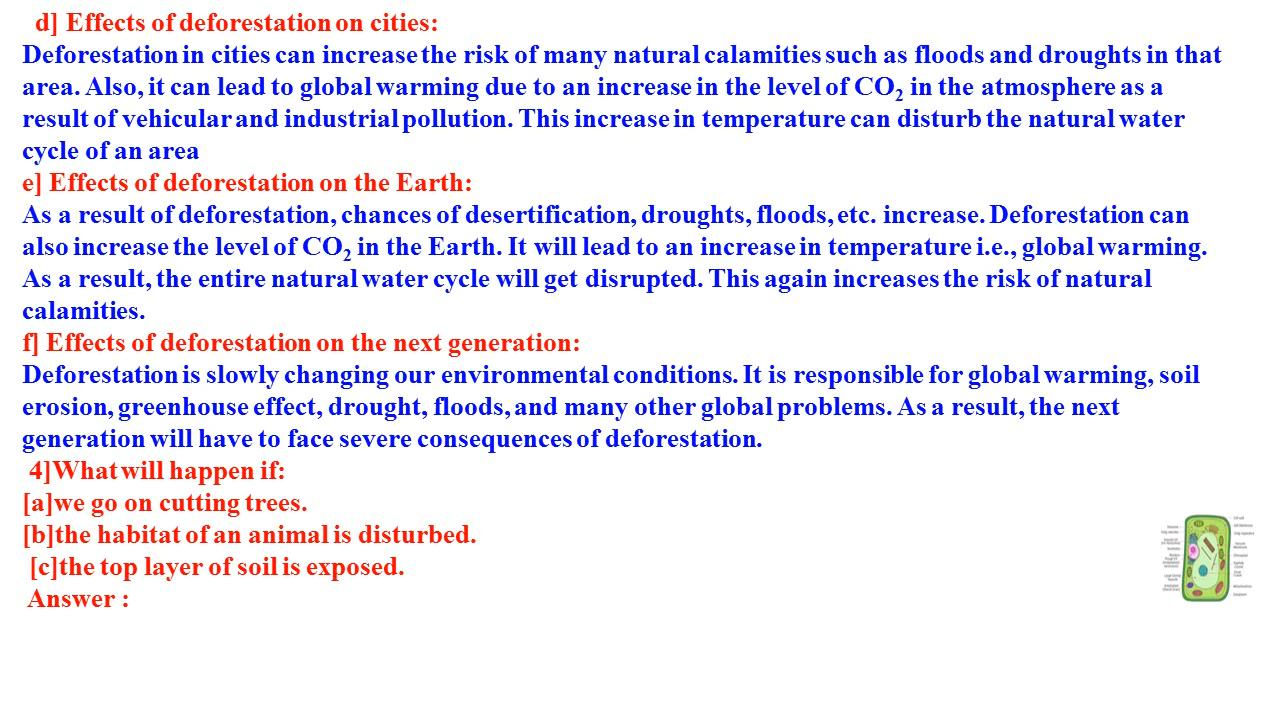 d] Effects of deforestation on cities:
Deforestation in cities can increase the risk of many natural calamities such as floods and droughts in that
area. Also, it can lead to global warming due to an increase in the level of CO₂ in the atmosphere as a
result of vehicular and industrial pollution. This increase in temperature can disturb the natural water
cycle of an area
e] Effects of deforestation on the Earth:
As a result of deforestation, chances of desertification, droughts, floods, etc. increase. Deforestation can
also increase the level of CO₂ in the Earth. It will lead to an increase in temperature i.e., global warming.
As a result, the entire natural water cycle will get disrupted. This again increases the risk of natural
calamities.
f] Effects of deforestation on the next generation:
Deforestation is slowly changing our environmental conditions. It is responsible for global warming, soil
erosion, greenhouse effect, drought, floods, and many other global problems. As a result, the next
generation will have to face severe consequences of deforestation.
4]What will happen if:
[a]we go on cutting trees.
[b]the habitat of an animal is disturbed.
[c]the top layer of soil is exposed.
Answer :